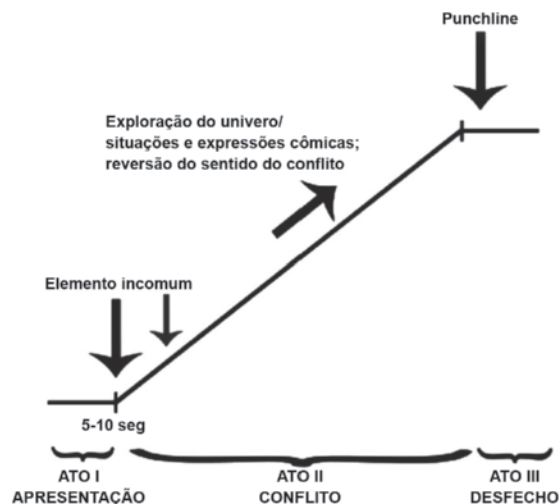 Punchline
Exploração do univero/
situações e expressões cômicas;
reversão do sentido do conflito
Elemento incomum
5-10 seg
ATO I
APRESENTAÇÃO
ATO II
CONFLITO
ATO III
DESFECHO